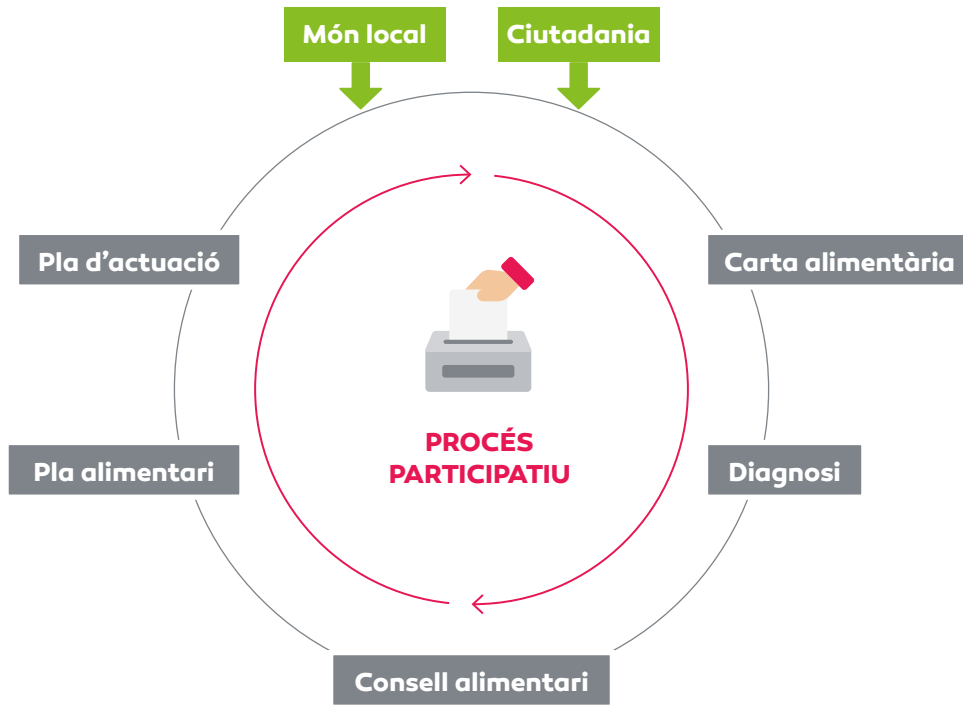 Món local
Ciutadania
Pla d’actuació
Carta alimentària
PROCÉS
PARTICIPATIU
Pla alimentari
Diagnosi
Consell alimentari